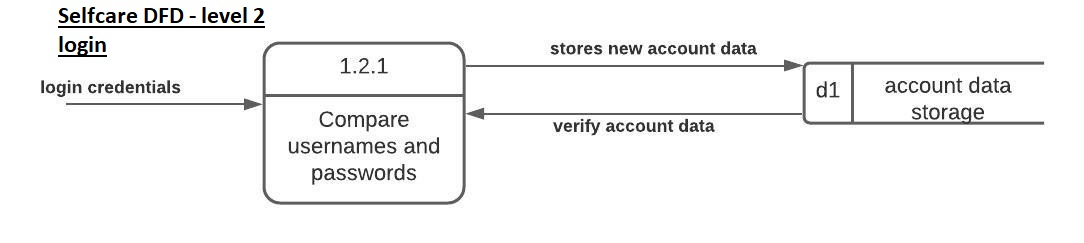 Selfcare DFD - level 2
login
login credentials
1.2.1
Compare
usernames and
passwords
stores new account data
verify account data
d1
account data
storage